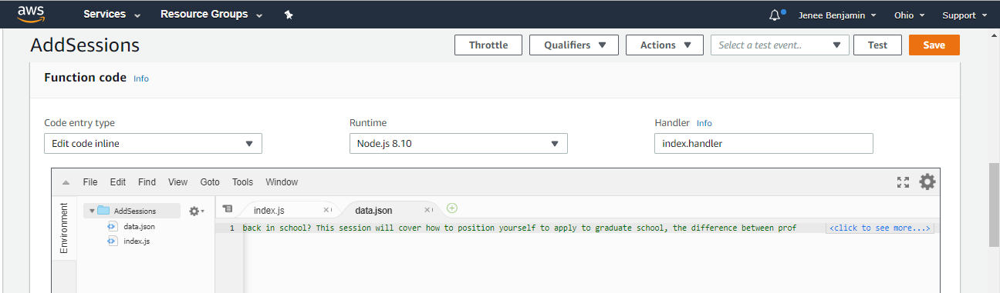 aws Services Resource Groups Jenee Benjamin Ohio Support
AddSessions Throttle Qualifiers Actions Select a test event.. Test Save
Function code Info
Code entry type Runtime Handler Info
Edit code inline Node.js 8.10 index.handler
File Edit Find View Goto Tools Window
Environment
AddSessions
data.json
index.js
index.js data.json
1 back in school? This session will cover how to position yourself to apply to graduate school, the difference between prof <click to see more...>